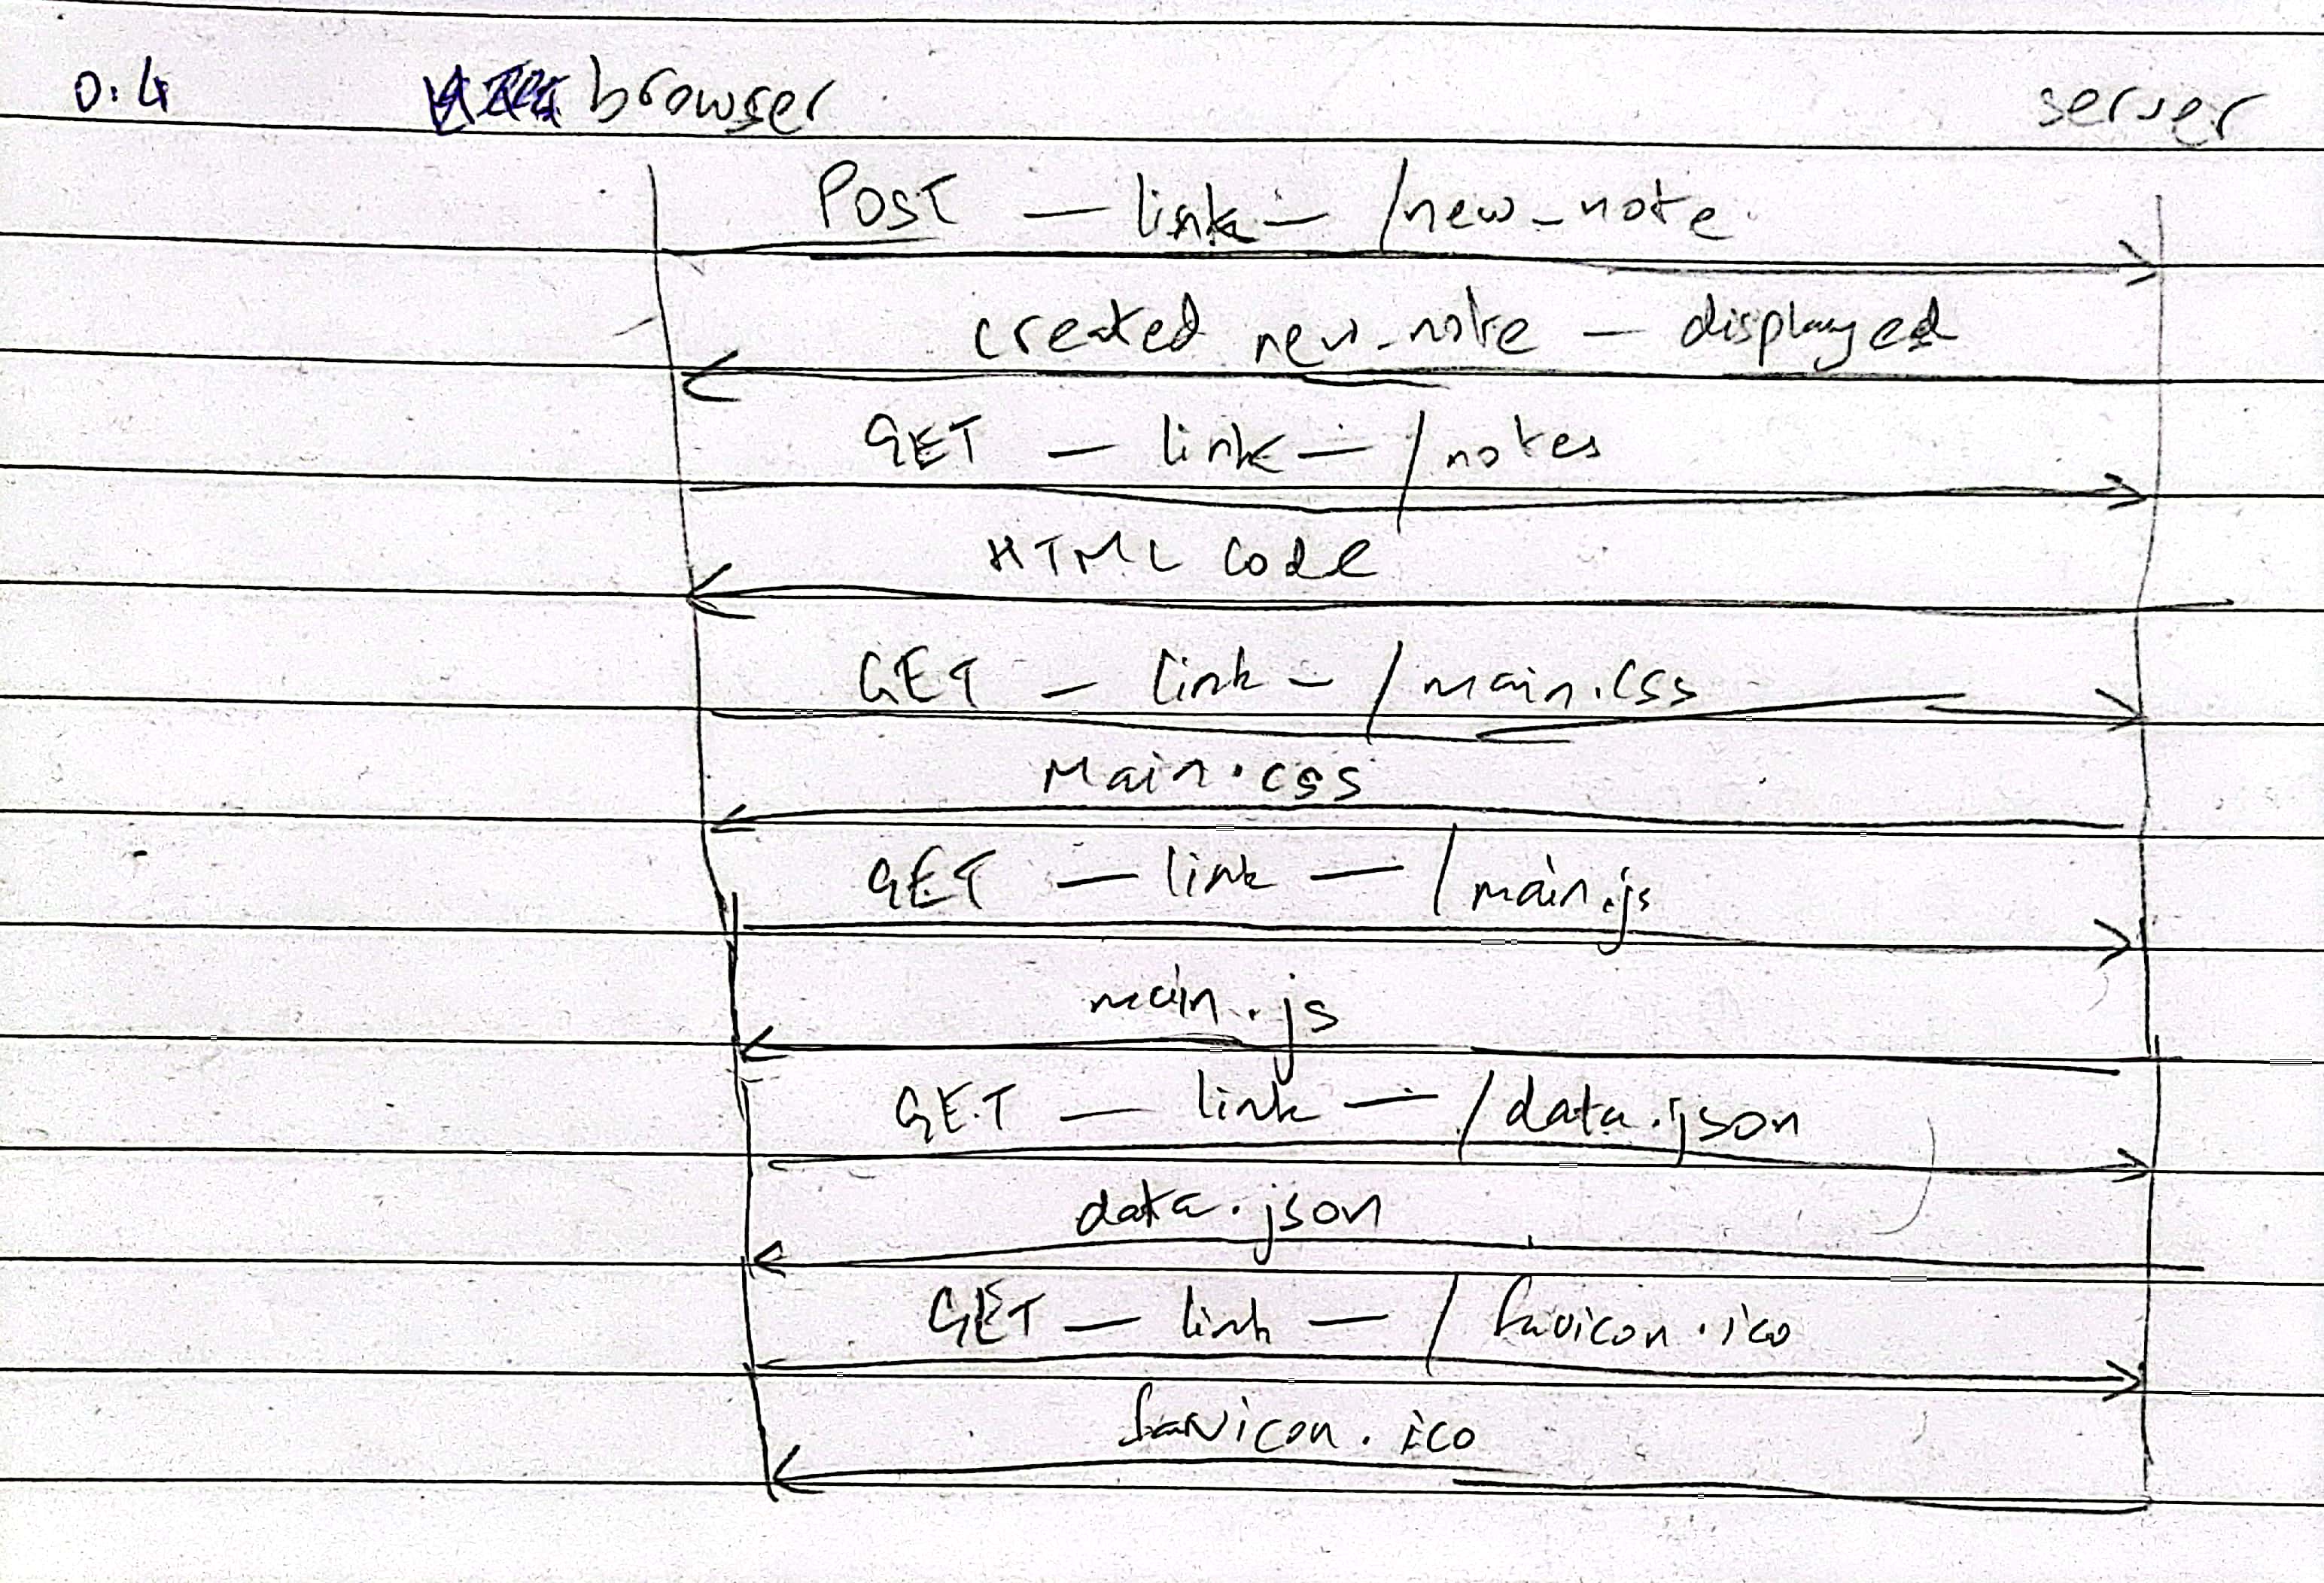 0.4 browser server
POST — link — /new_note
created new_note — displayed
GET — link — /notes
HTML code
GET — link — /main.css
Main.css
GET — link — /main.js
main.js
GET — link — /data.json
data.json
GET — link — /favicon.ico
favicon.ico